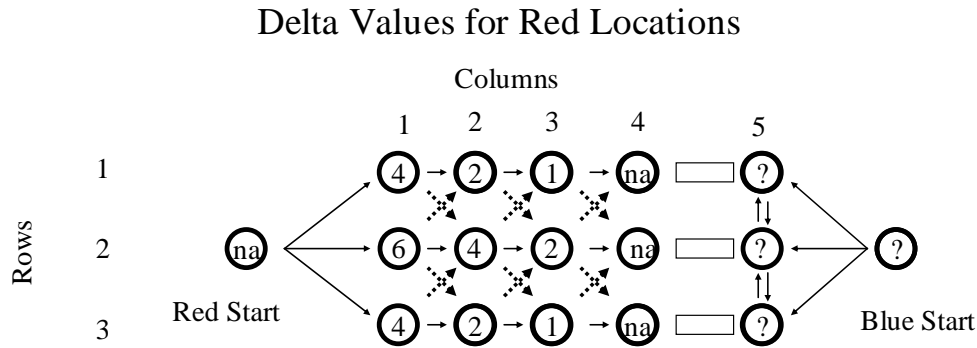 Delta Values for Red Locations
Columns
1 2 3 4 5
1 4 2 1 na ?
Rows
2 na 6 4 2 na ? ?
Red Start
3 4 2 1 na ?
Blue Start